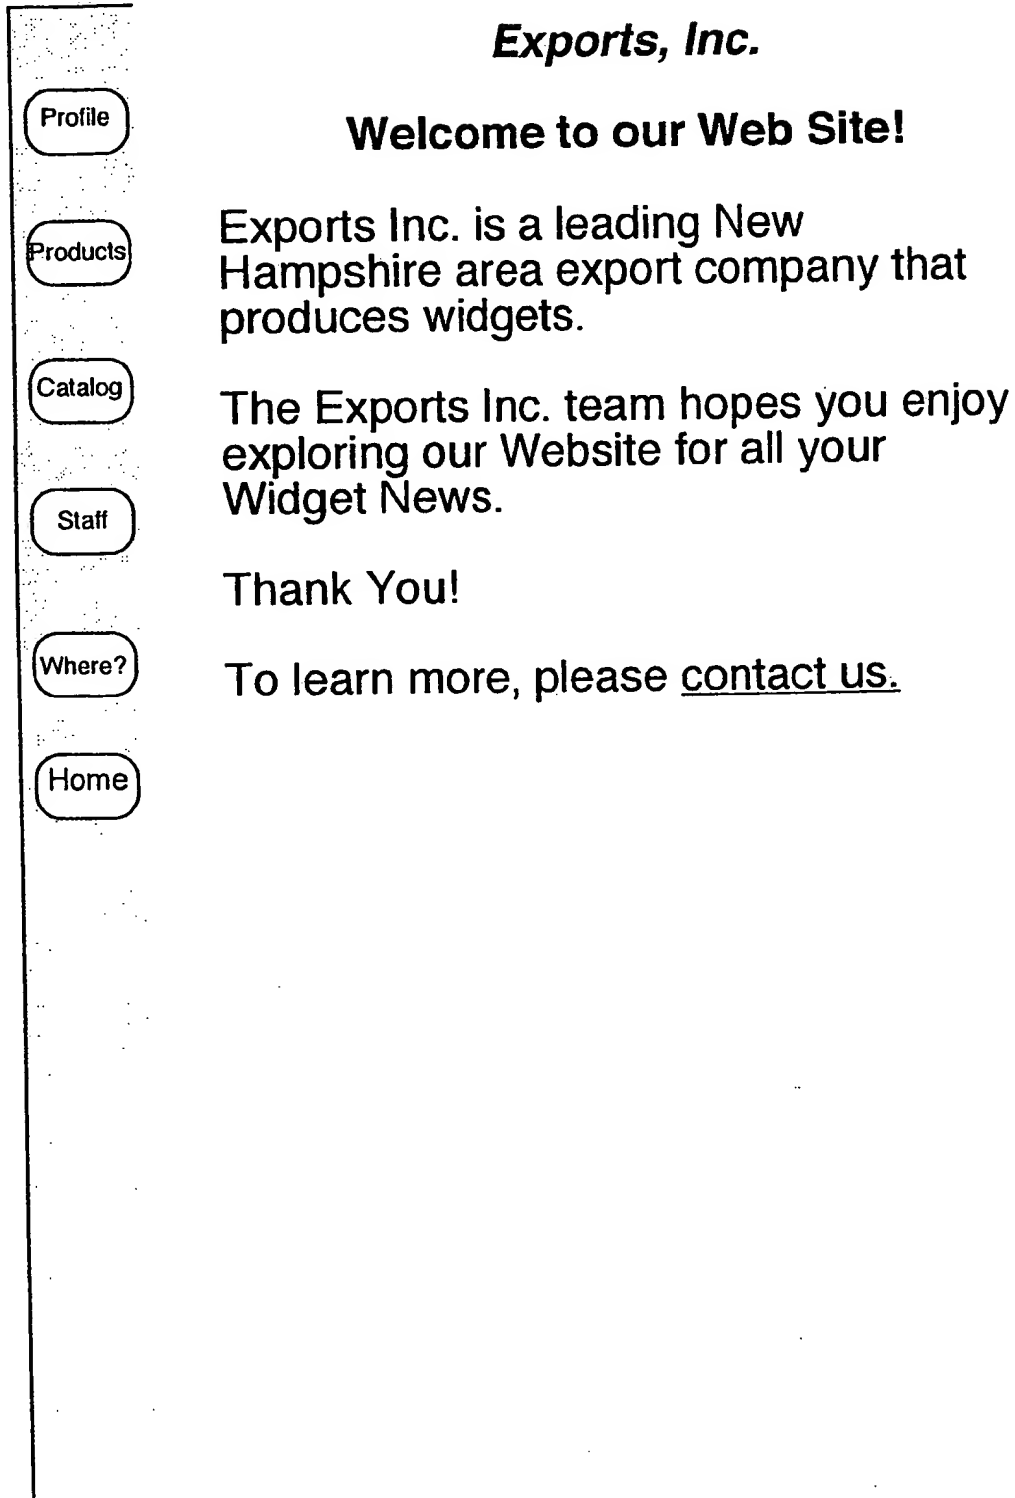 Exports, Inc.
Welcome to our Web Site!
Profile
Products
Catalog
Staff
Where?
Home
Exports Inc. is a leading New
Hampshire area export company that
produces widgets.
The Exports Inc. team hopes you enjoy
exploring our Website for all your
Widget News.
Thank You!
To learn more, please contact us.